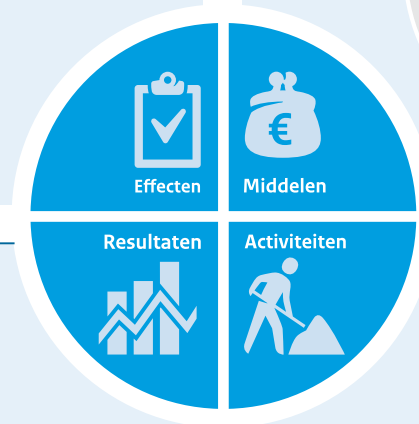 €
Effecten
Middelen
Resultaten
Activiteiten